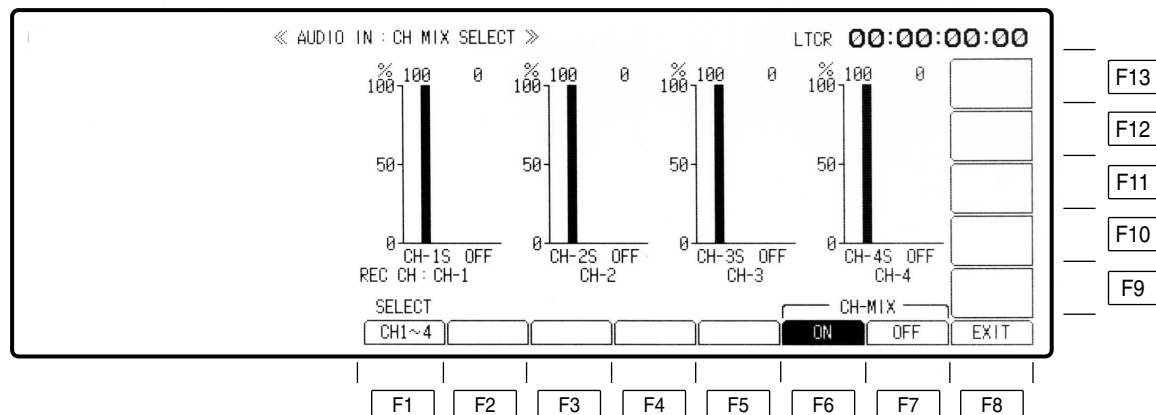 ≪ AUDIO IN : CH MIX SELECT ≫
LTCR 00:00:00:00
% 100 0 % 100 0 % 100 0 % 100 0
100 100 100 100
50 50 50 50
0 0 0 0
CH-1S OFF CH-2S OFF CH-3S OFF CH-4S OFF
REC CH : CH-1 CH-2 CH-3 CH-4
SELECT CH-MIX
CH1~4 ON OFF EXIT
F13
F12
F11
F10
F9
F1 F2 F3 F4 F5 F6 F7 F8